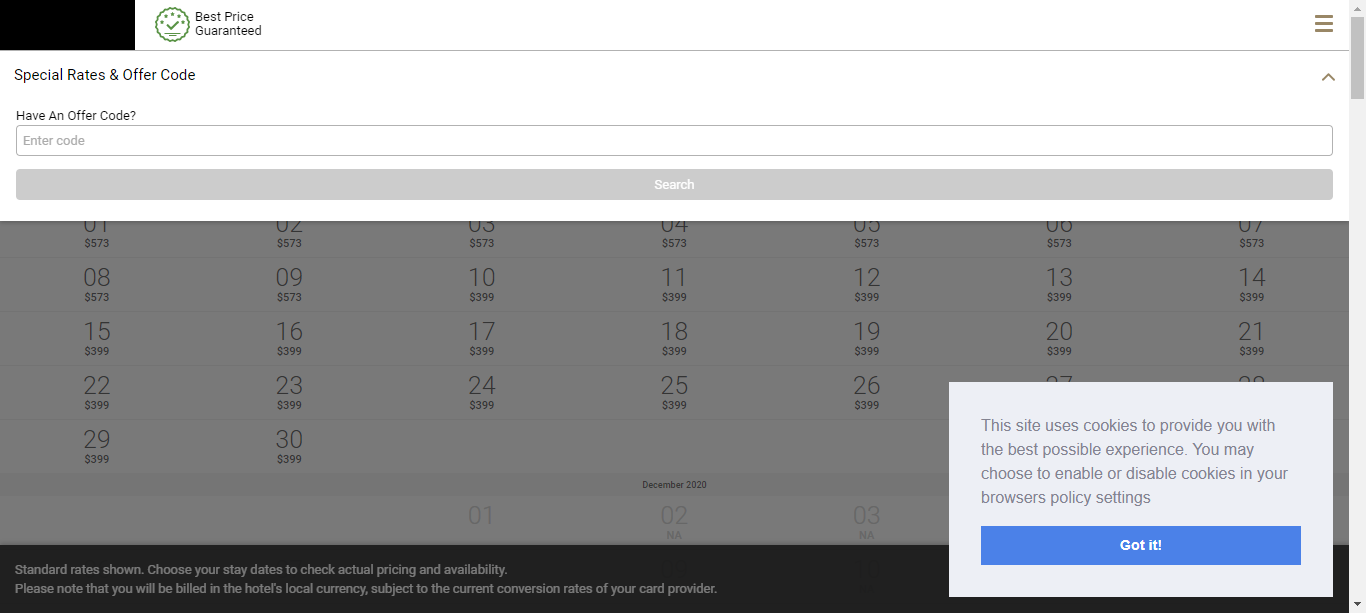 Best Price
Guaranteed
Special Rates & Offer Code
Have An Offer Code?
Enter code
Search
01 02 03 04 05 06 07
$573 $573 $573 $573 $573 $573 $573
08 09 10 11 12 13 14
$573 $573 $399 $399 $399 $399 $399
15 16 17 18 19 20 21
$399 $399 $399 $399 $399 $399 $399
22 23 24 25 26
$399 $399 $399 $399 $399
29 30
$399 $399
This site uses cookies to provide you with
the best possible experience. You may
choose to enable or disable cookies in your
browsers policy settings
Got it!
December 2020
01 02 03
NA NA
Standard rates shown. Choose your stay dates to check actual pricing and availability.
Please note that you will be billed in the hotel's local currency, subject to the current conversion rates of your card provider.